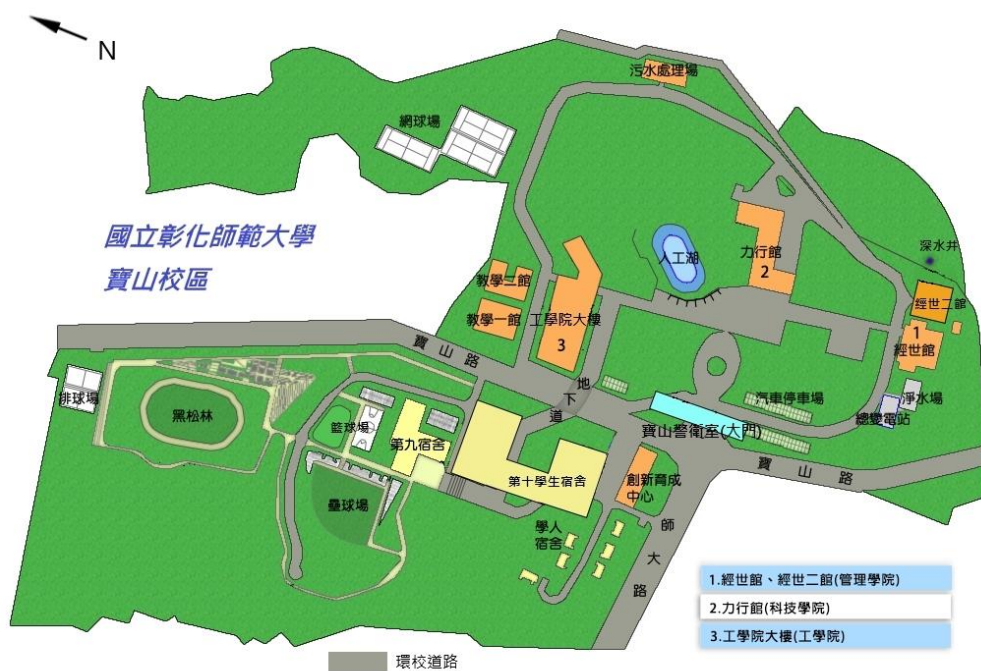 N
污水處理場
網球場
國立彰化師範大學
寶山校區
深水井
人工湖
力行館
2
教學二館
經世二館
教學一館
工學院大樓
3
1
經世館
寶山路
排球場
地下道
汽車停車場
淨水場
黑松林
總變電站
籃球場
寶山警衛室(大門)
第九宿舍
寶山路
第十學生宿舍
創新育成
中心
壘球場
學人
宿舍
師大路
1.經世館、經世二館(管理學院)
2.力行館(科技學院)
3.工學院大樓(工學院)
環校道路